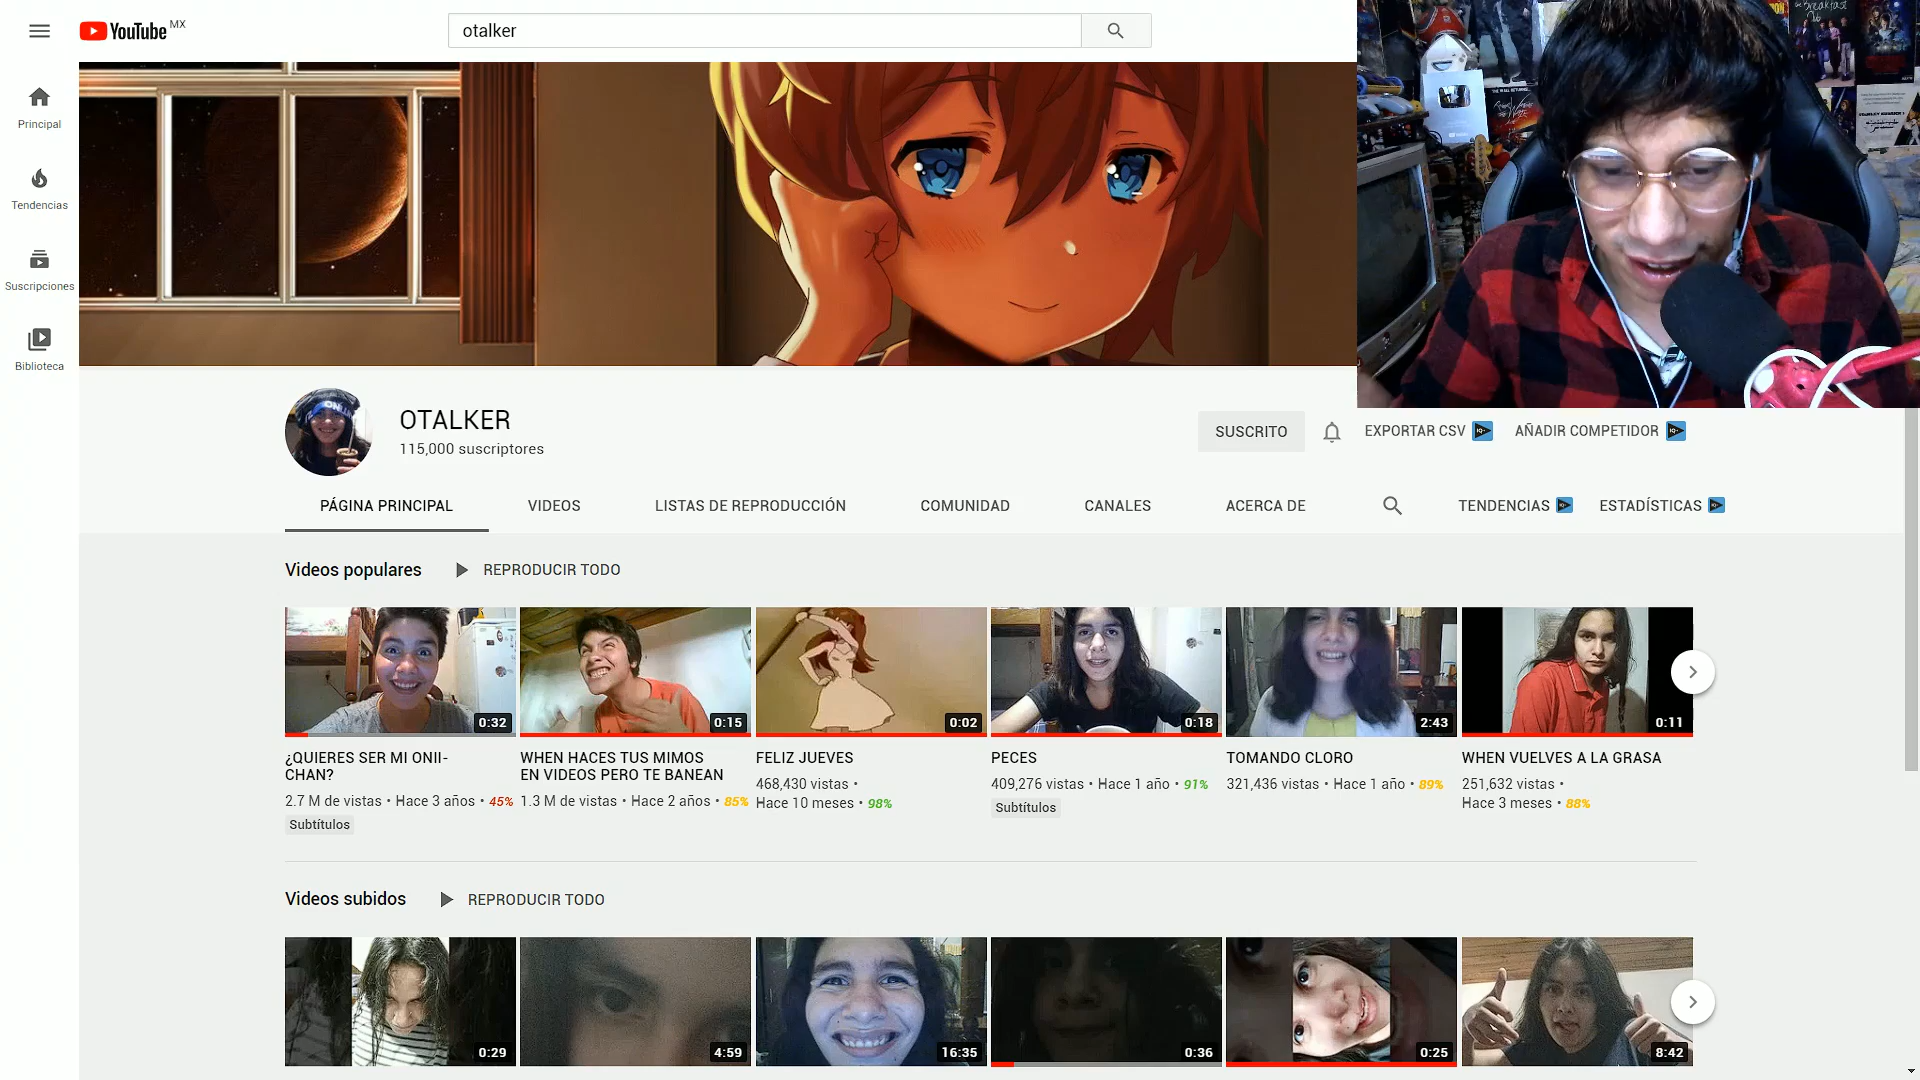 YouTube MX
otalker
Principal
Tendencias
Suscripciones
Biblioteca
OTALKER
115,000 suscriptores
SUSCRITO
EXPORTAR CSV
AÑADIR COMPETIDOR
PÁGINA PRINCIPAL
VIDEOS
LISTAS DE REPRODUCCIÓN
COMUNIDAD
CANALES
ACERCA DE
TENDENCIAS
ESTADÍSTICAS
Videos populares
REPRODUCIR TODO
0:32
0:15
0:02
0:18
2:43
0:11
¿QUIERES SER MI ONII-
CHAN?
2.7 M de vistas • Hace 3 años • 45%
Subtítulos
WHEN HACES TUS MIMOS
EN VIDEOS PERO TE BANEAN
1.3 M de vistas • Hace 2 años • 85%
FELIZ JUEVES
468,430 vistas •
Hace 10 meses • 98%
PECES
409,276 vistas • Hace 1 año • 91%
Subtítulos
TOMANDO CLORO
321,436 vistas • Hace 1 año • 89%
WHEN VUELVES A LA GRASA
251,632 vistas •
Hace 3 meses • 88%
Videos subidos
REPRODUCIR TODO
0:29
4:59
16:35
0:36
0:25
8:42